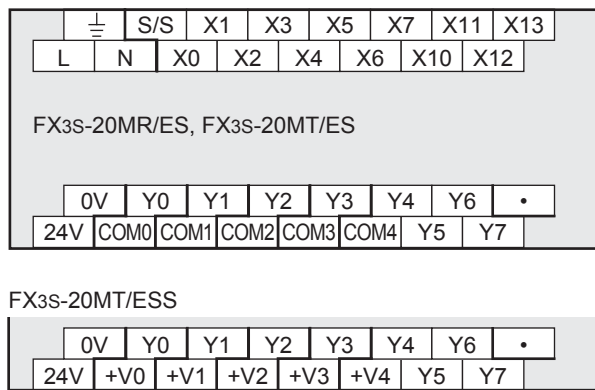 ⏚ S/S X1 X3 X5 X7 X11 X13
L N X0 X2 X4 X6 X10 X12
FX3S-20MR/ES, FX3S-20MT/ES
0V Y0 Y1 Y2 Y3 Y4 Y6 •
24V COM0 COM1 COM2 COM3 COM4 Y5 Y7
FX3S-20MT/ESS
0V Y0 Y1 Y2 Y3 Y4 Y6 •
24V +V0 +V1 +V2 +V3 +V4 Y5 Y7